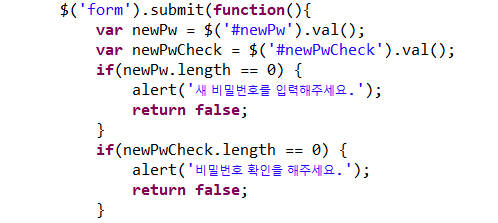 $('form').submit(function(){
var newPw = $('#newPw').val();
var newPwCheck = $('#newPwCheck').val();
if(newPw.length == 0) {
alert('새 비밀번호를 입력해주세요.');
return false;
}
if(newPwCheck.length == 0) {
alert('비밀번호 확인을 해주세요.');
return false;
}